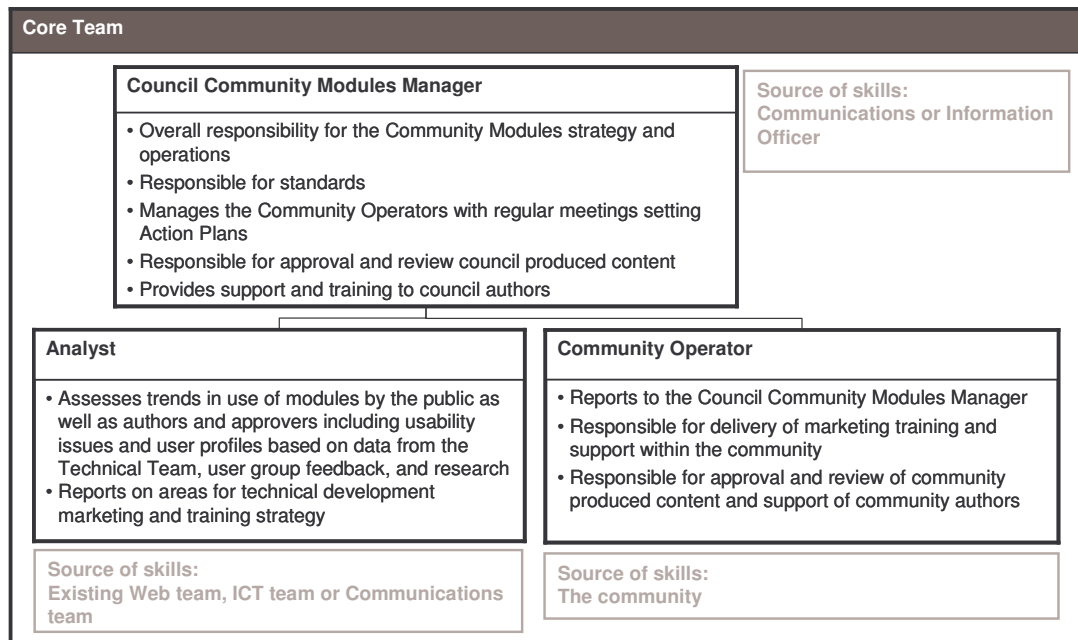 Core Team
Council Community Modules Manager
• Overall responsibility for the Community Modules strategy and
operations
• Responsible for standards
• Manages the Community Operators with regular meetings setting
Action Plans
• Responsible for approval and review council produced content
• Provides support and training to council authors
Source of skills:
Communications or Information
Officer
Analyst
• Assesses trends in use of modules by the public as
well as authors and approvers including usability
issues and user profiles based on data from the
Technical Team, user group feedback, and research
• Reports on areas for technical development
marketing and training strategy
Source of skills:
Existing Web team, ICT team or Communications
team
Community Operator
• Reports to the Council Community Modules Manager
• Responsible for delivery of marketing training and
support within the community
• Responsible for approval and review of community
produced content and support of community authors
Source of skills:
The community